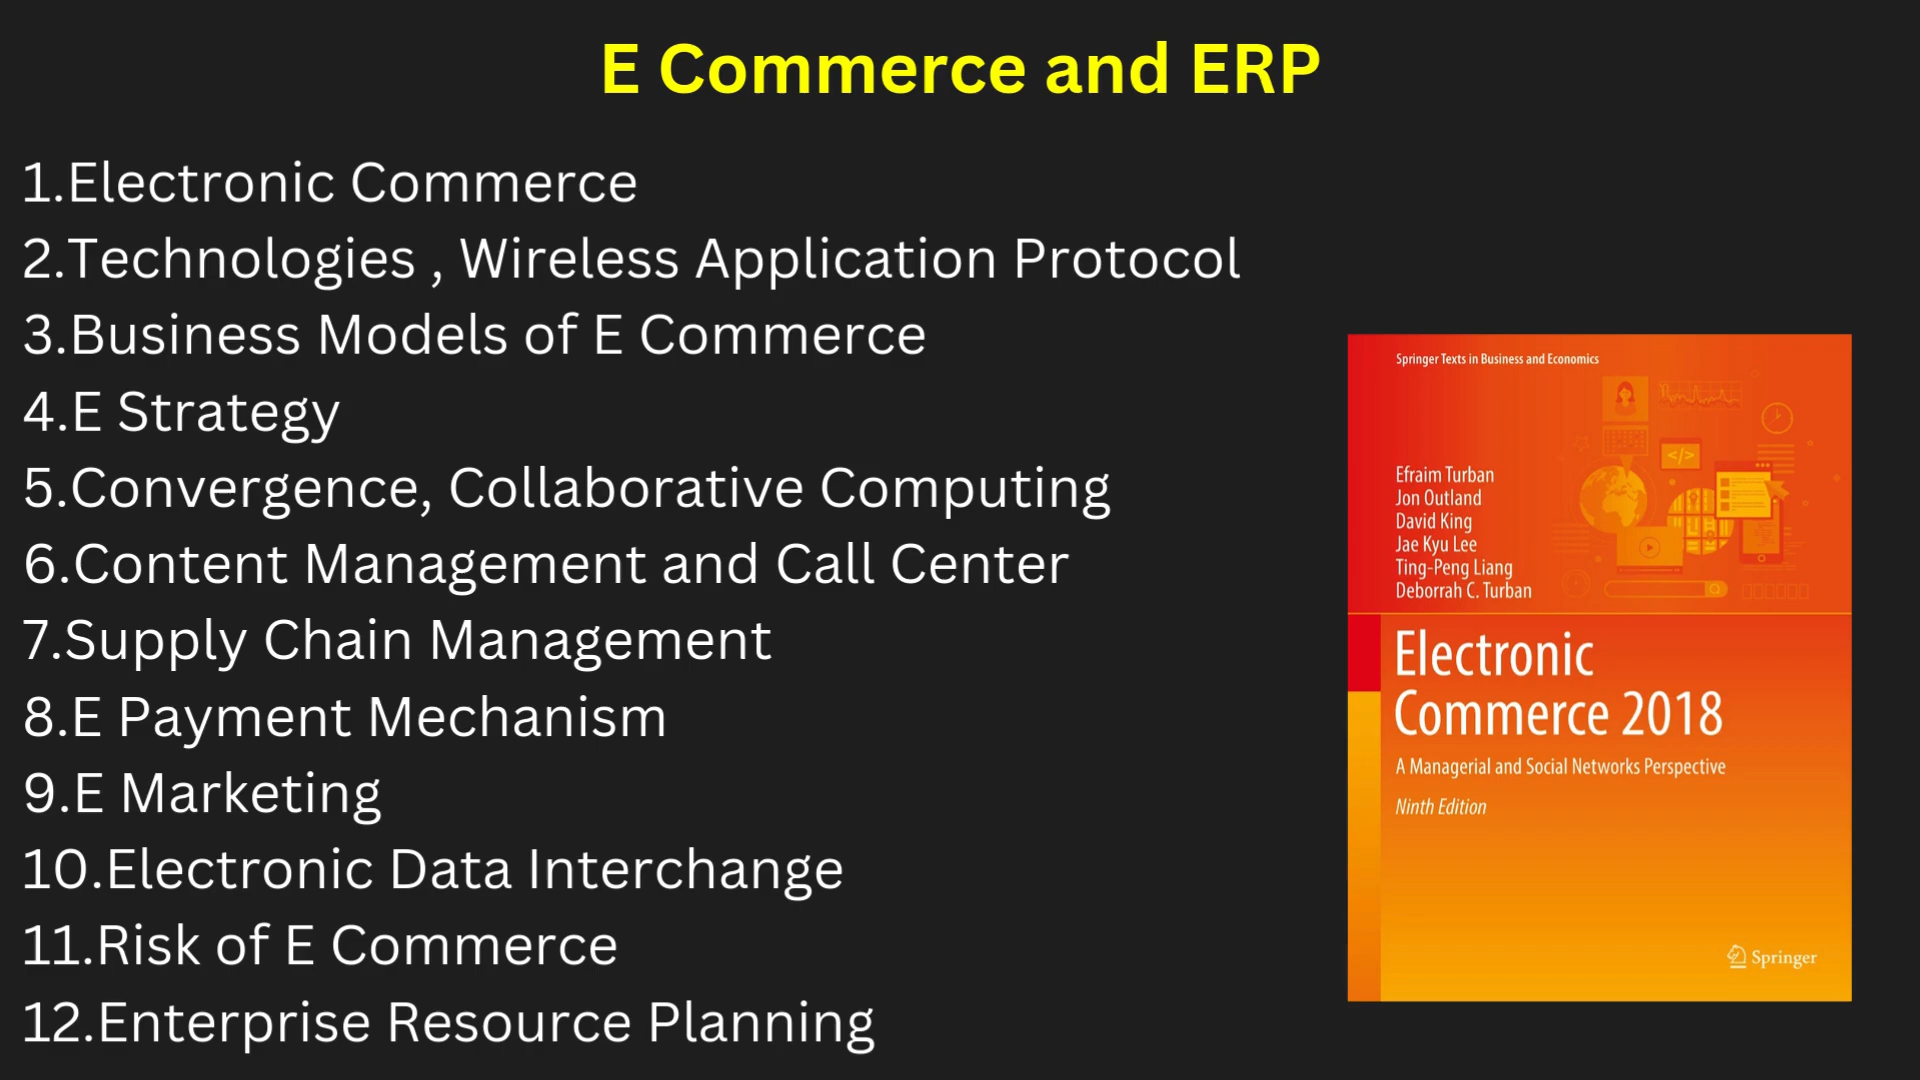 E Commerce and ERP
1.Electronic Commerce
2.Technologies , Wireless Application Protocol
3.Business Models of E Commerce
4.E Strategy
5.Convergence, Collaborative Computing
6.Content Management and Call Center
7.Supply Chain Management
8.E Payment Mechanism
9.E Marketing
10.Electronic Data Interchange
11.Risk of E Commerce
12.Enterprise Resource Planning
Springer Texts in Business and Economics
</>
Efraim Turban
Jon Outland
David King
Jae Kyu Lee
Ting-Peng Liang
Deborrah C. Turban
Electronic
Commerce 2018
A Managerial and Social Networks Perspective
Ninth Edition
Springer